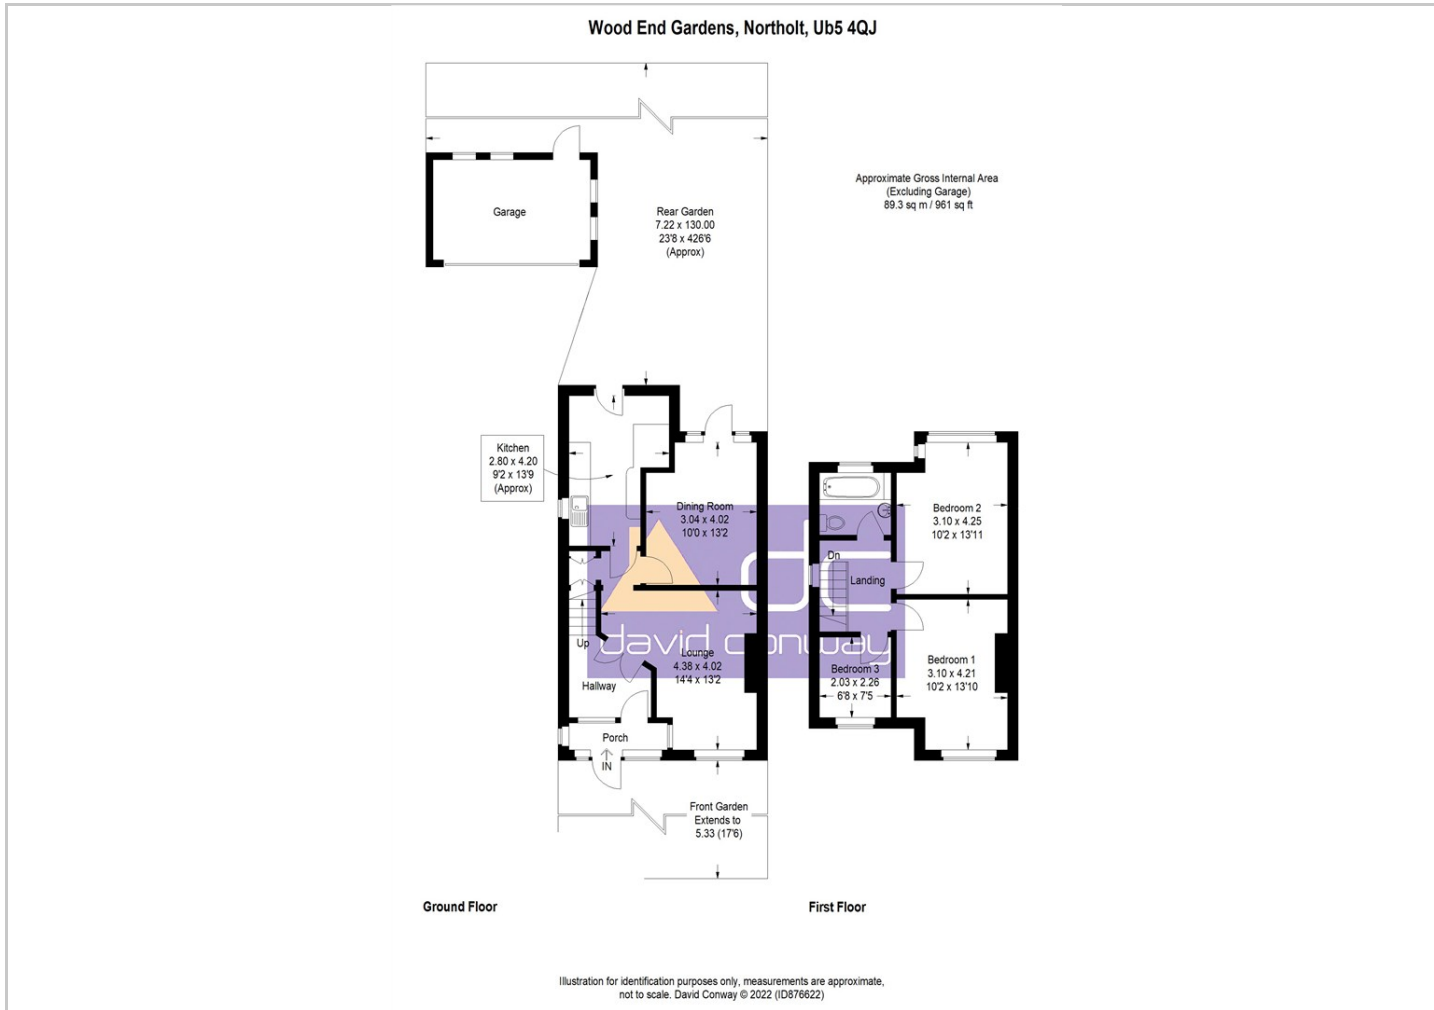 Wood End Gardens, Northolt, Ub5 4QJ
Approximate Gross Internal Area
(Excluding Garage)
89.3 sq m / 961 sq ft
Garage
Rear Garden
7.22 x 130.00
23'8 x 426'6
(Approx)
Kitchen
2.80 x 4.20
9'2 x 13'9
(Approx)
Dining Room
3.04 x 4.02
10'0 x 13'2
Up
Lounge
4.38 x 4.02
14'4 x 13'2
Hallway
Porch
IN
Front Garden
Extends to
5.33 (17'6)
Bedroom 2
3.10 x 4.25
10'2 x 13'11
Dn
Landing
Bedroom 3
2.03 x 2.26
6'8 x 7'5
Bedroom 1
3.10 x 4.21
10'2 x 13'10
dc
david conway
Ground Floor
First Floor
Illustration for identification purposes only, measurements are approximate,
not to scale. David Conway © 2022 (ID876622)